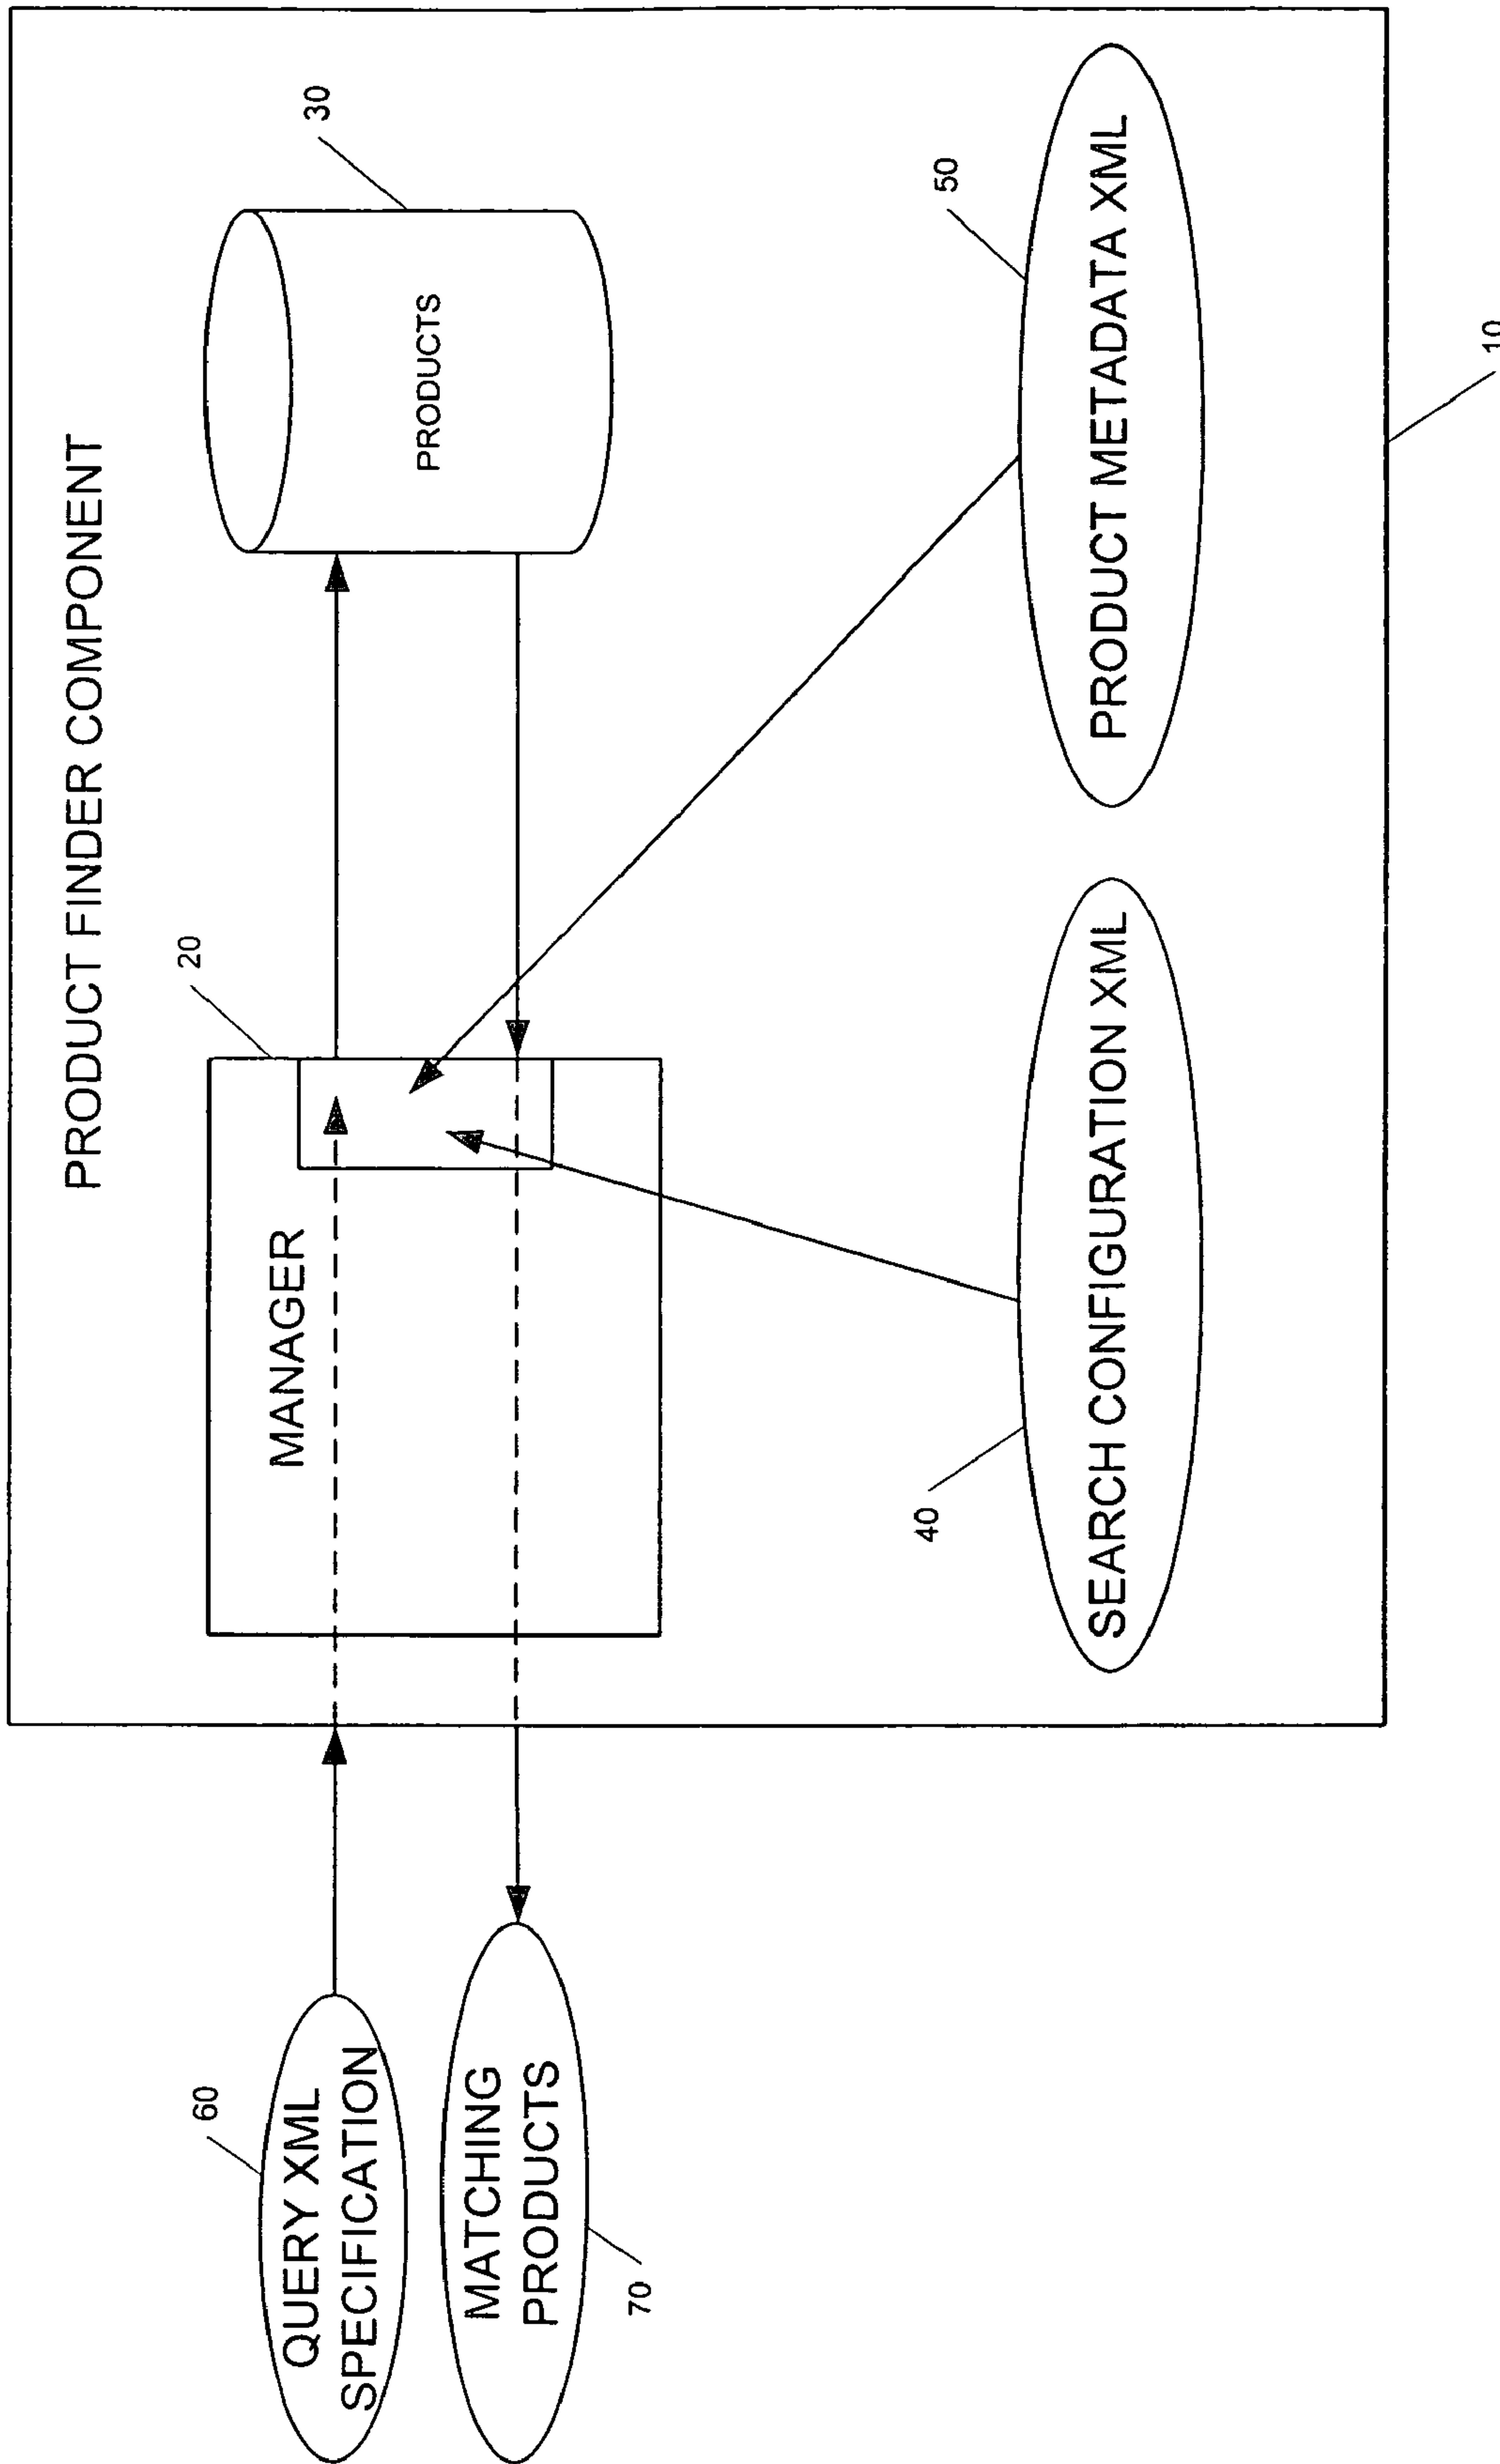 PRODUCT FINDER COMPONENT
20
MANAGER
30
PRODUCTS
60
QUERY XML
SPECIFICATION
MATCHING
PRODUCTS
70
40
SEARCH CONFIGURATION XML
50
PRODUCT METADATA XML
10